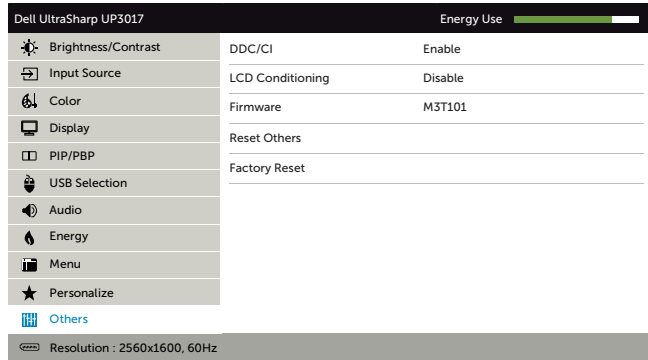 Dell UltraSharp UP3017 Energy Use
Brightness/Contrast DDC/CI Enable
Input Source LCD Conditioning Disable
Color Firmware M3T101
Display Reset Others
PIP/PBP Factory Reset
USB Selection
Audio
Energy
Menu
Personalize
Others
Resolution : 2560x1600, 60Hz